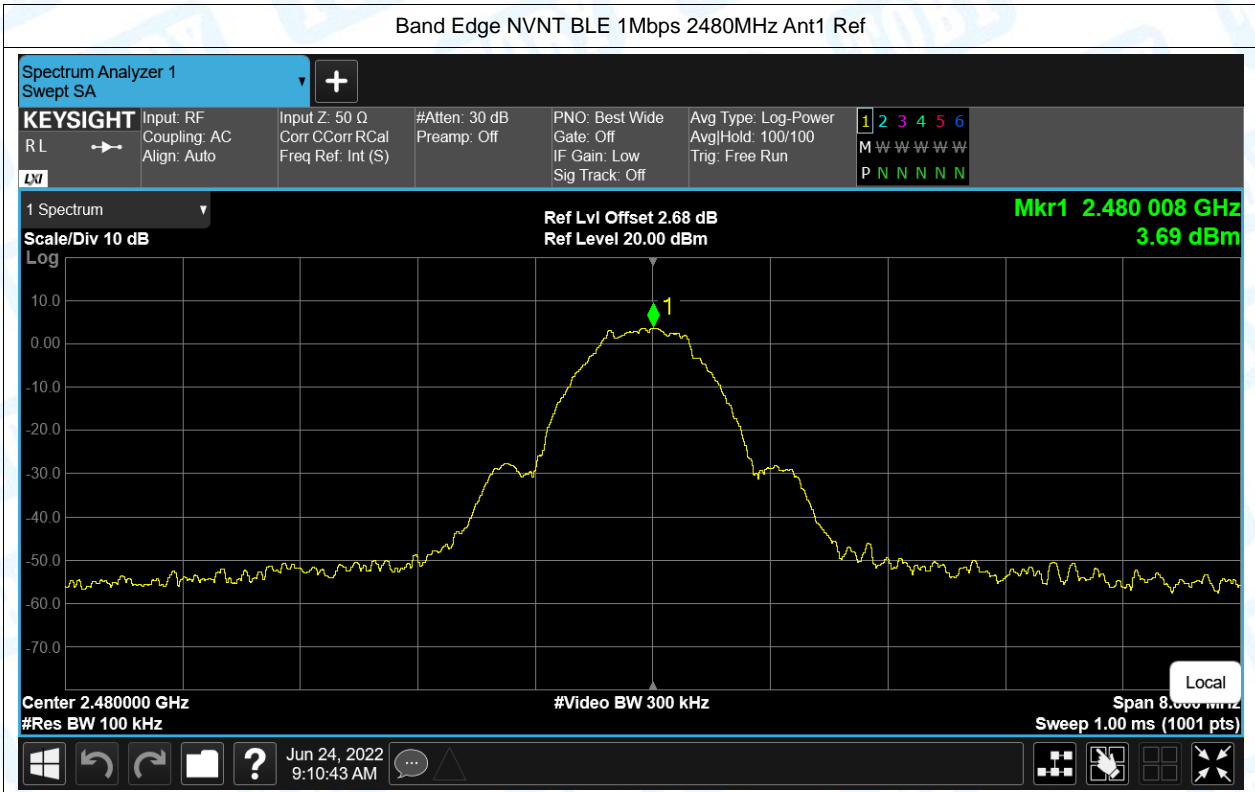 Band Edge NVNT BLE 1Mbps 2480MHz Ant1 Ref
Spectrum Analyzer 1
Swept SA
KEYSIGHT
RL
LXI
Input: RF
Coupling: AC
Align: Auto
Input Z: 50 Ω
Corr CCorr RCal
Freq Ref: Int (S)
#Atten: 30 dB
Preamp: Off
PNO: Best Wide
Gate: Off
IF Gain: Low
Sig Track: Off
Avg Type: Log-Power
Avg|Hold: 100/100
Trig: Free Run
1 2 3 4 5 6
M W W W W W
P N N N N N
1 Spectrum
Scale/Div 10 dB
Ref Lvl Offset 2.68 dB
Ref Level 20.00 dBm
Mkr1 2.480 008 GHz
3.69 dBm
Log
10.0
0.00
-10.0
-20.0
-30.0
-40.0
-50.0
-60.0
-70.0
1
Center 2.480000 GHz
#Res BW 100 kHz
#Video BW 300 kHz
Local
Span 8.000 MHz
Sweep 1.00 ms (1001 pts)
?
Jun 24, 2022
9:10:43 AM